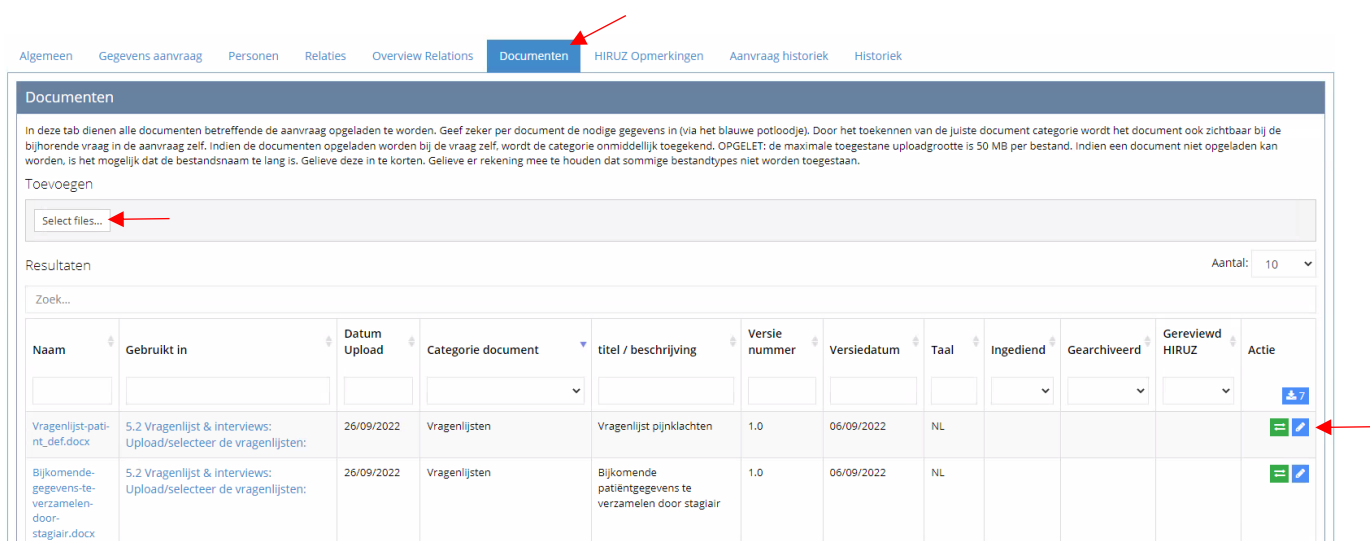 Algemeen Gegevens aanvraag Personen Relaties Overview Relations Documenten HIRUZ Opmerkingen Aanvraag historiek Historiek
Documenten
In deze tab dienen alle documenten betreffende de aanvraag opgeladen te worden. Geef zeker per document de nodige gegevens in (via het blauwe potloodje). Door het toekennen van de juiste document categorie wordt het document ook zichtbaar bij de
bijhorende vraag in de aanvraag zelf. Indien de documenten opgeladen worden bij de vraag zelf, wordt de categorie onmiddellijk toegekend. OPGELET: de maximale toegestane uploadgrootte is 50 MB per bestand. Indien een document niet opgeladen kan
worden, is het mogelijk dat de bestandsnaam te lang is. Gelieve deze in te korten. Gelieve er rekening mee te houden dat sommige bestandtypes niet worden toegestaan.
Toevoegen
Select files...
Resultaten Aantal: 10
Zoek...
Naam Gebruikt in Datum Upload Categorie document titel / beschrijving Versie nummer Versiedatum Taal Ingediend Gearchiveerd Gereviewd HIRUZ Actie
7
Vragenlijst-pati- 5.2 Vragenlijst & interviews: 26/09/2022 Vragenlijsten Vragenlijst pijnklachten 1.0 06/09/2022 NL
nt_def.docx Upload/selecteer de vragenlijsten:
Bijkomende- 5.2 Vragenlijst & interviews: 26/09/2022 Vragenlijsten Bijkomende 1.0 06/09/2022 NL
gegevens-te- Upload/selecteer de vragenlijsten: patiëntgegevens te
verzamelen- verzamelen door stagiair
door-
stagiair.docx